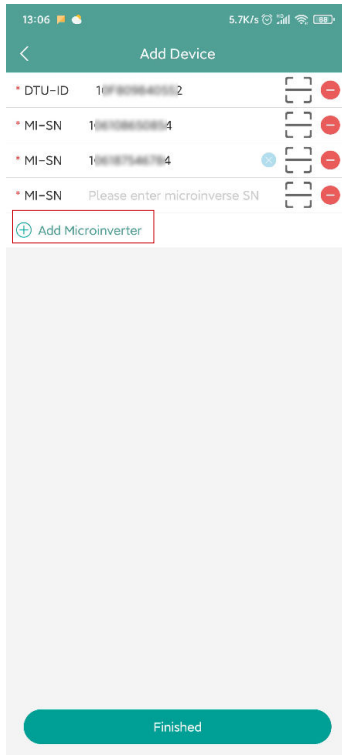 13:06 5.7K/s
Add Device
* DTU-ID
* MI-SN
* MI-SN
* MI-SN Please enter microinverse SN
Add Microinverter
Finished